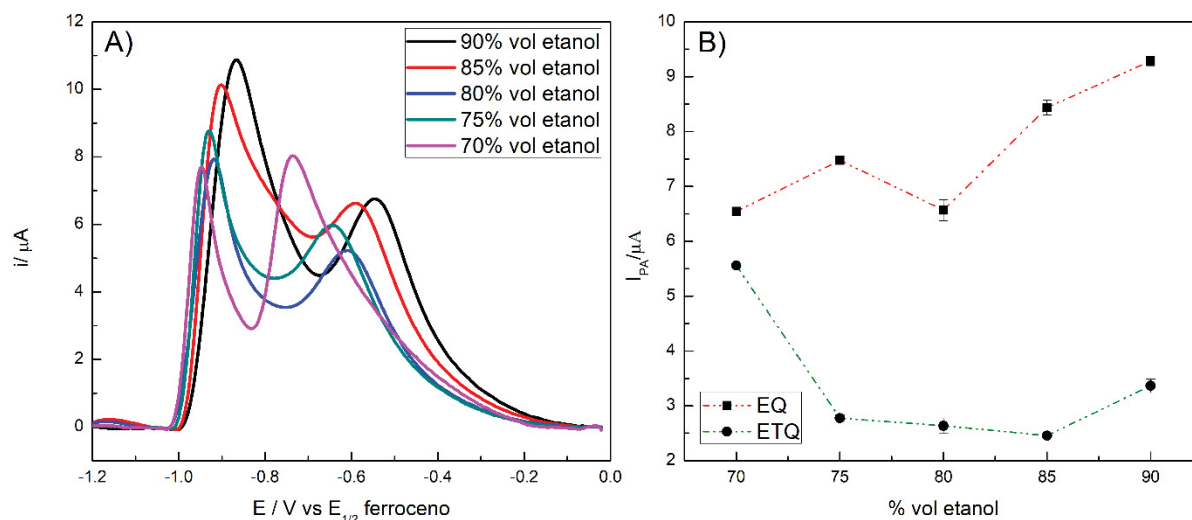 A)
90% vol etanol
85% vol etanol
80% vol etanol
75% vol etanol
70% vol etanol
12
10
8
6
4
2
0
i/ μA
-1.2
-1.0
-0.8
-0.6
-0.4
-0.2
0.0
E / V vs E1/2 ferroceno
B)
10
9
8
7
6
5
4
3
2
IPA/μA
EQ
ETQ
70
75
80
85
90
% vol etanol